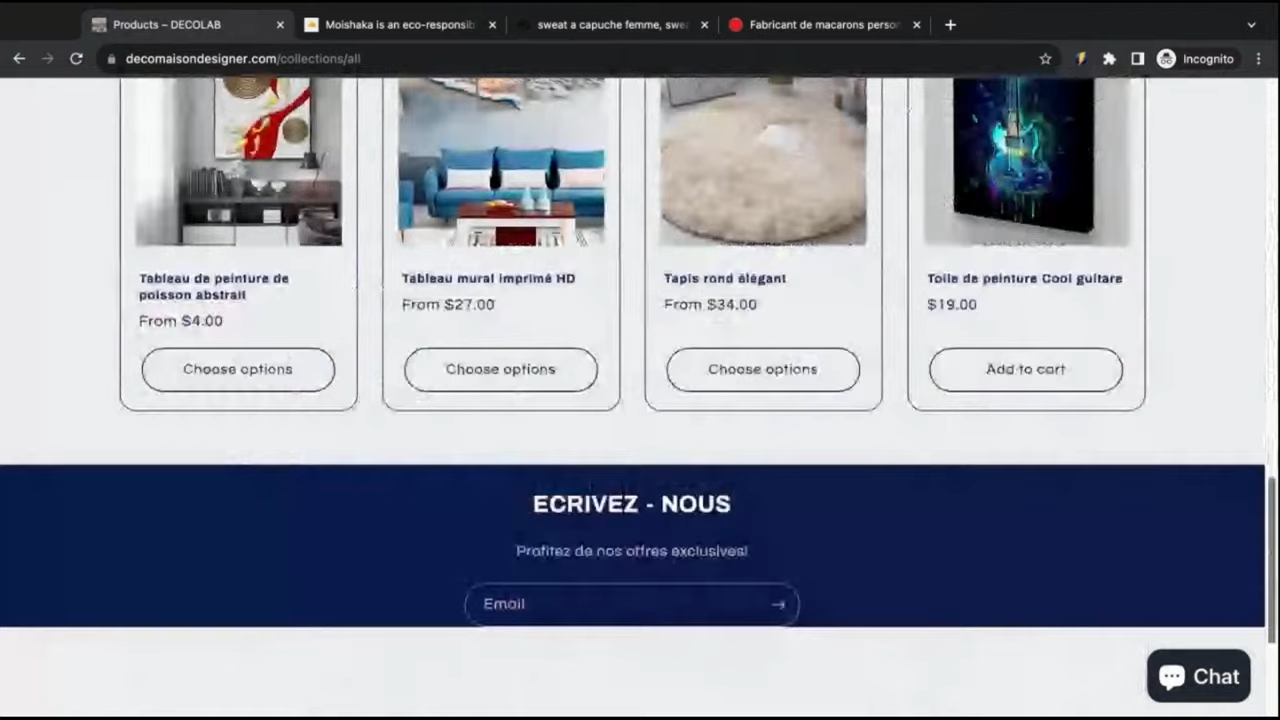 Products – DECOLAB
Moishaka is an eco-responsib
sweat a capuche femme, swea
Fabricant de macarons person
decomaisondesigner.com/collections/all
Incognito
Tableau de peinture de
poisson abstrait
From $4.00
Choose options
Tableau mural imprimé HD
From $27.00
Choose options
Tapis rond élégant
From $34.00
Choose options
Toile de peinture Cool guitare
$19.00
Add to cart
ECRIVEZ - NOUS
Profitez de nos offres exclusives!
Email
Chat